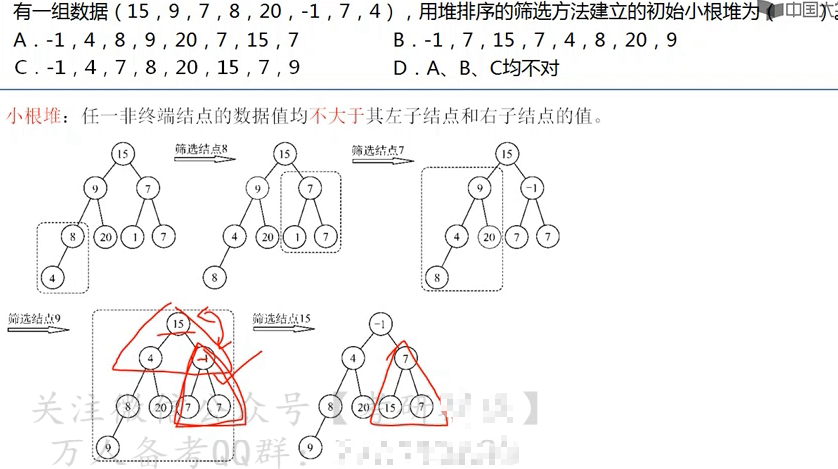 有一组数据(15,9,7,8,20,-1,7,4),用堆排序的筛选方法建立的初始小根堆为( )。
中国大
A.-1,4,8,9,20,7,15,7 B.-1,7,15,7,4,8,20,9
C.-1,4,7,8,20,15,7,9 D.A、B、C均不对
小根堆:任一非终端结点的数据值均不大于其左子结点和右子结点的值。
15 筛选结点8 15 筛选结点7 15
9 7 9 7 9 -1
8 20 1 7 4 20 1 7 4 20 7 7
4 8 8
筛选结点9 15 筛选结点15 -1
4 -1 4 7
8 20 7 7 8 20 15 7
9 9
关注微信公众号【
万人备考QQ群: